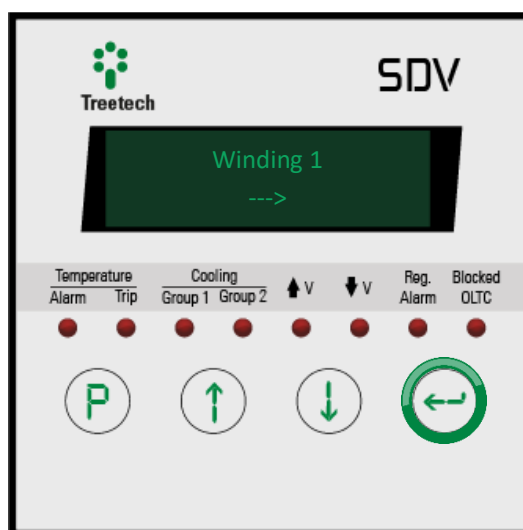 Treetech
SDV
Winding 1
--->
Temperature
Alarm Trip
Cooling
Group 1 Group 2
V
V
Reg.
Alarm
Blocked
OLTC
P